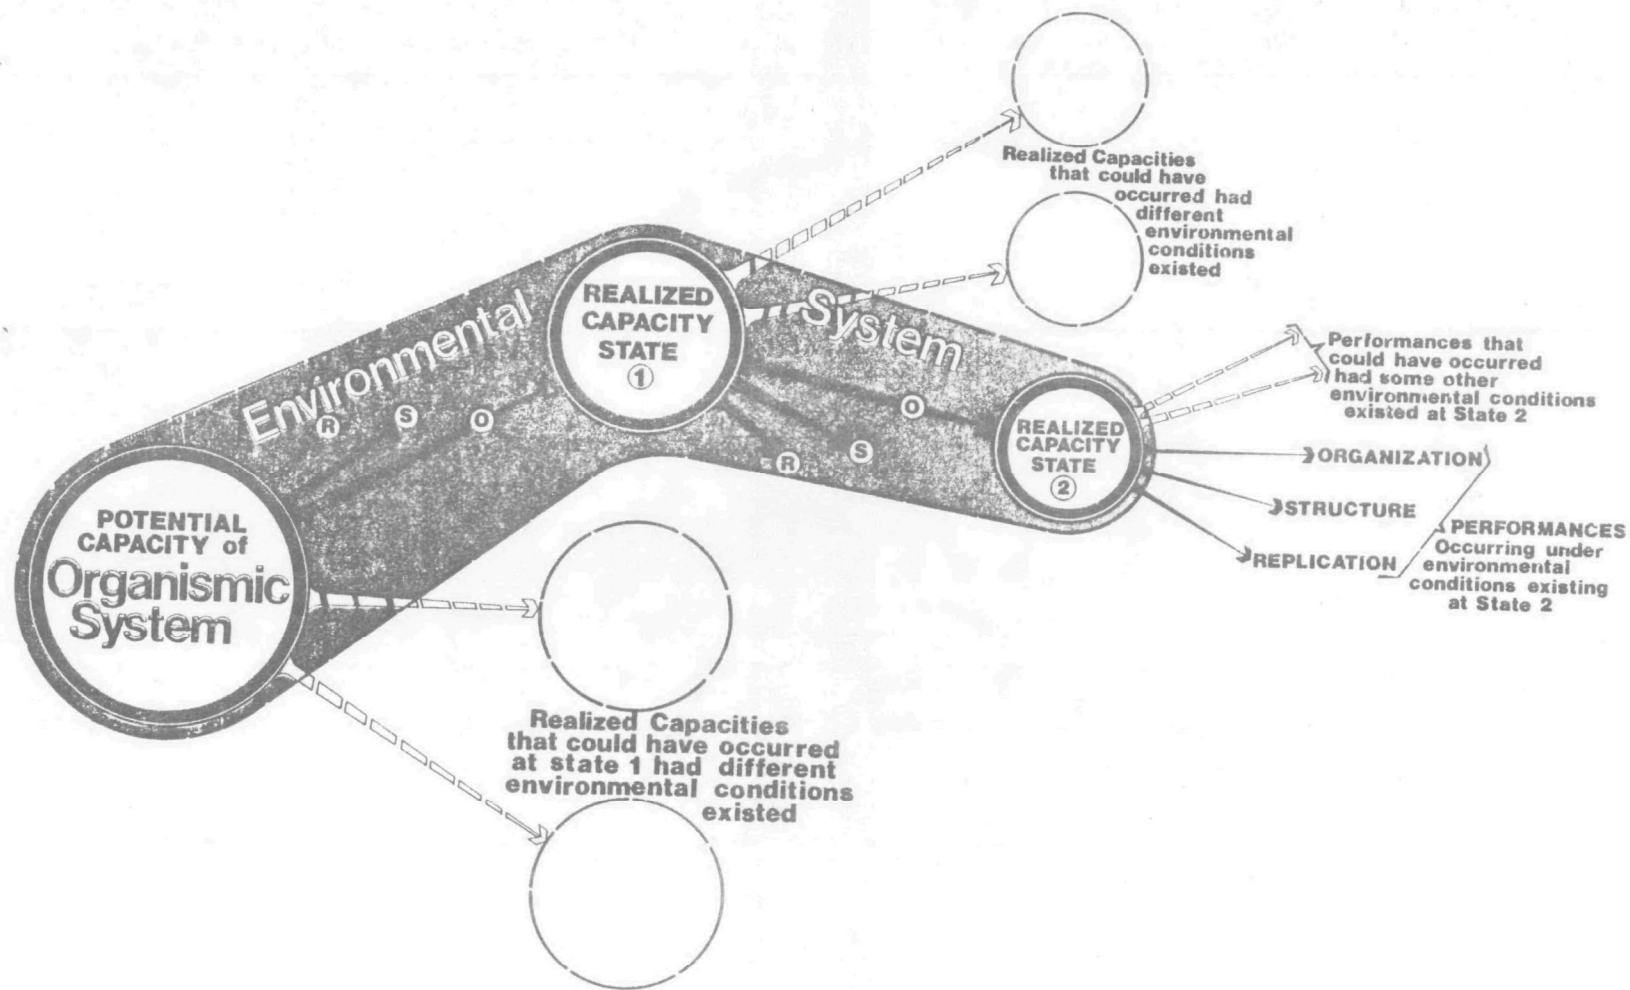 Realized Capacities
that could have
occurred had
different
environmental
conditions
existed
Environmental
System
R
S
O
REALIZED
CAPACITY
STATE
1
O
S
R
Performances that
could have occurred
had some other
environmental conditions
existed at State 2
REALIZED
CAPACITY
STATE
2
ORGANIZATION
STRUCTURE
REPLICATION
PERFORMANCES
Occurring under
environmental
conditions existing
at State 2
POTENTIAL
CAPACITY of
Organismic
System
Realized Capacities
that could have occurred
at state 1 had different
environmental conditions
existed